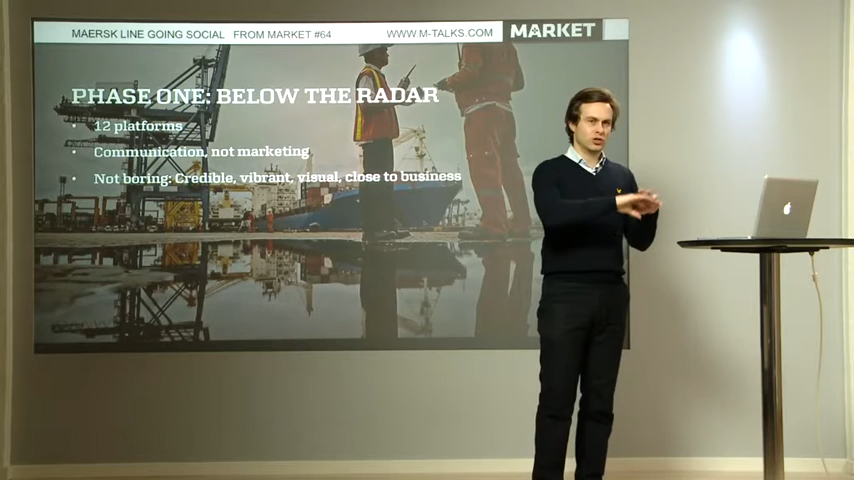 MAERSK LINE GOING SOCIAL FROM MARKET #64 WWW.M-TALKS.COM MARKET
PHASE ONE: BELOW THE RADAR
• 12 platforms
• Communication, not marketing
• Not boring: Credible, vibrant, visual, close to business